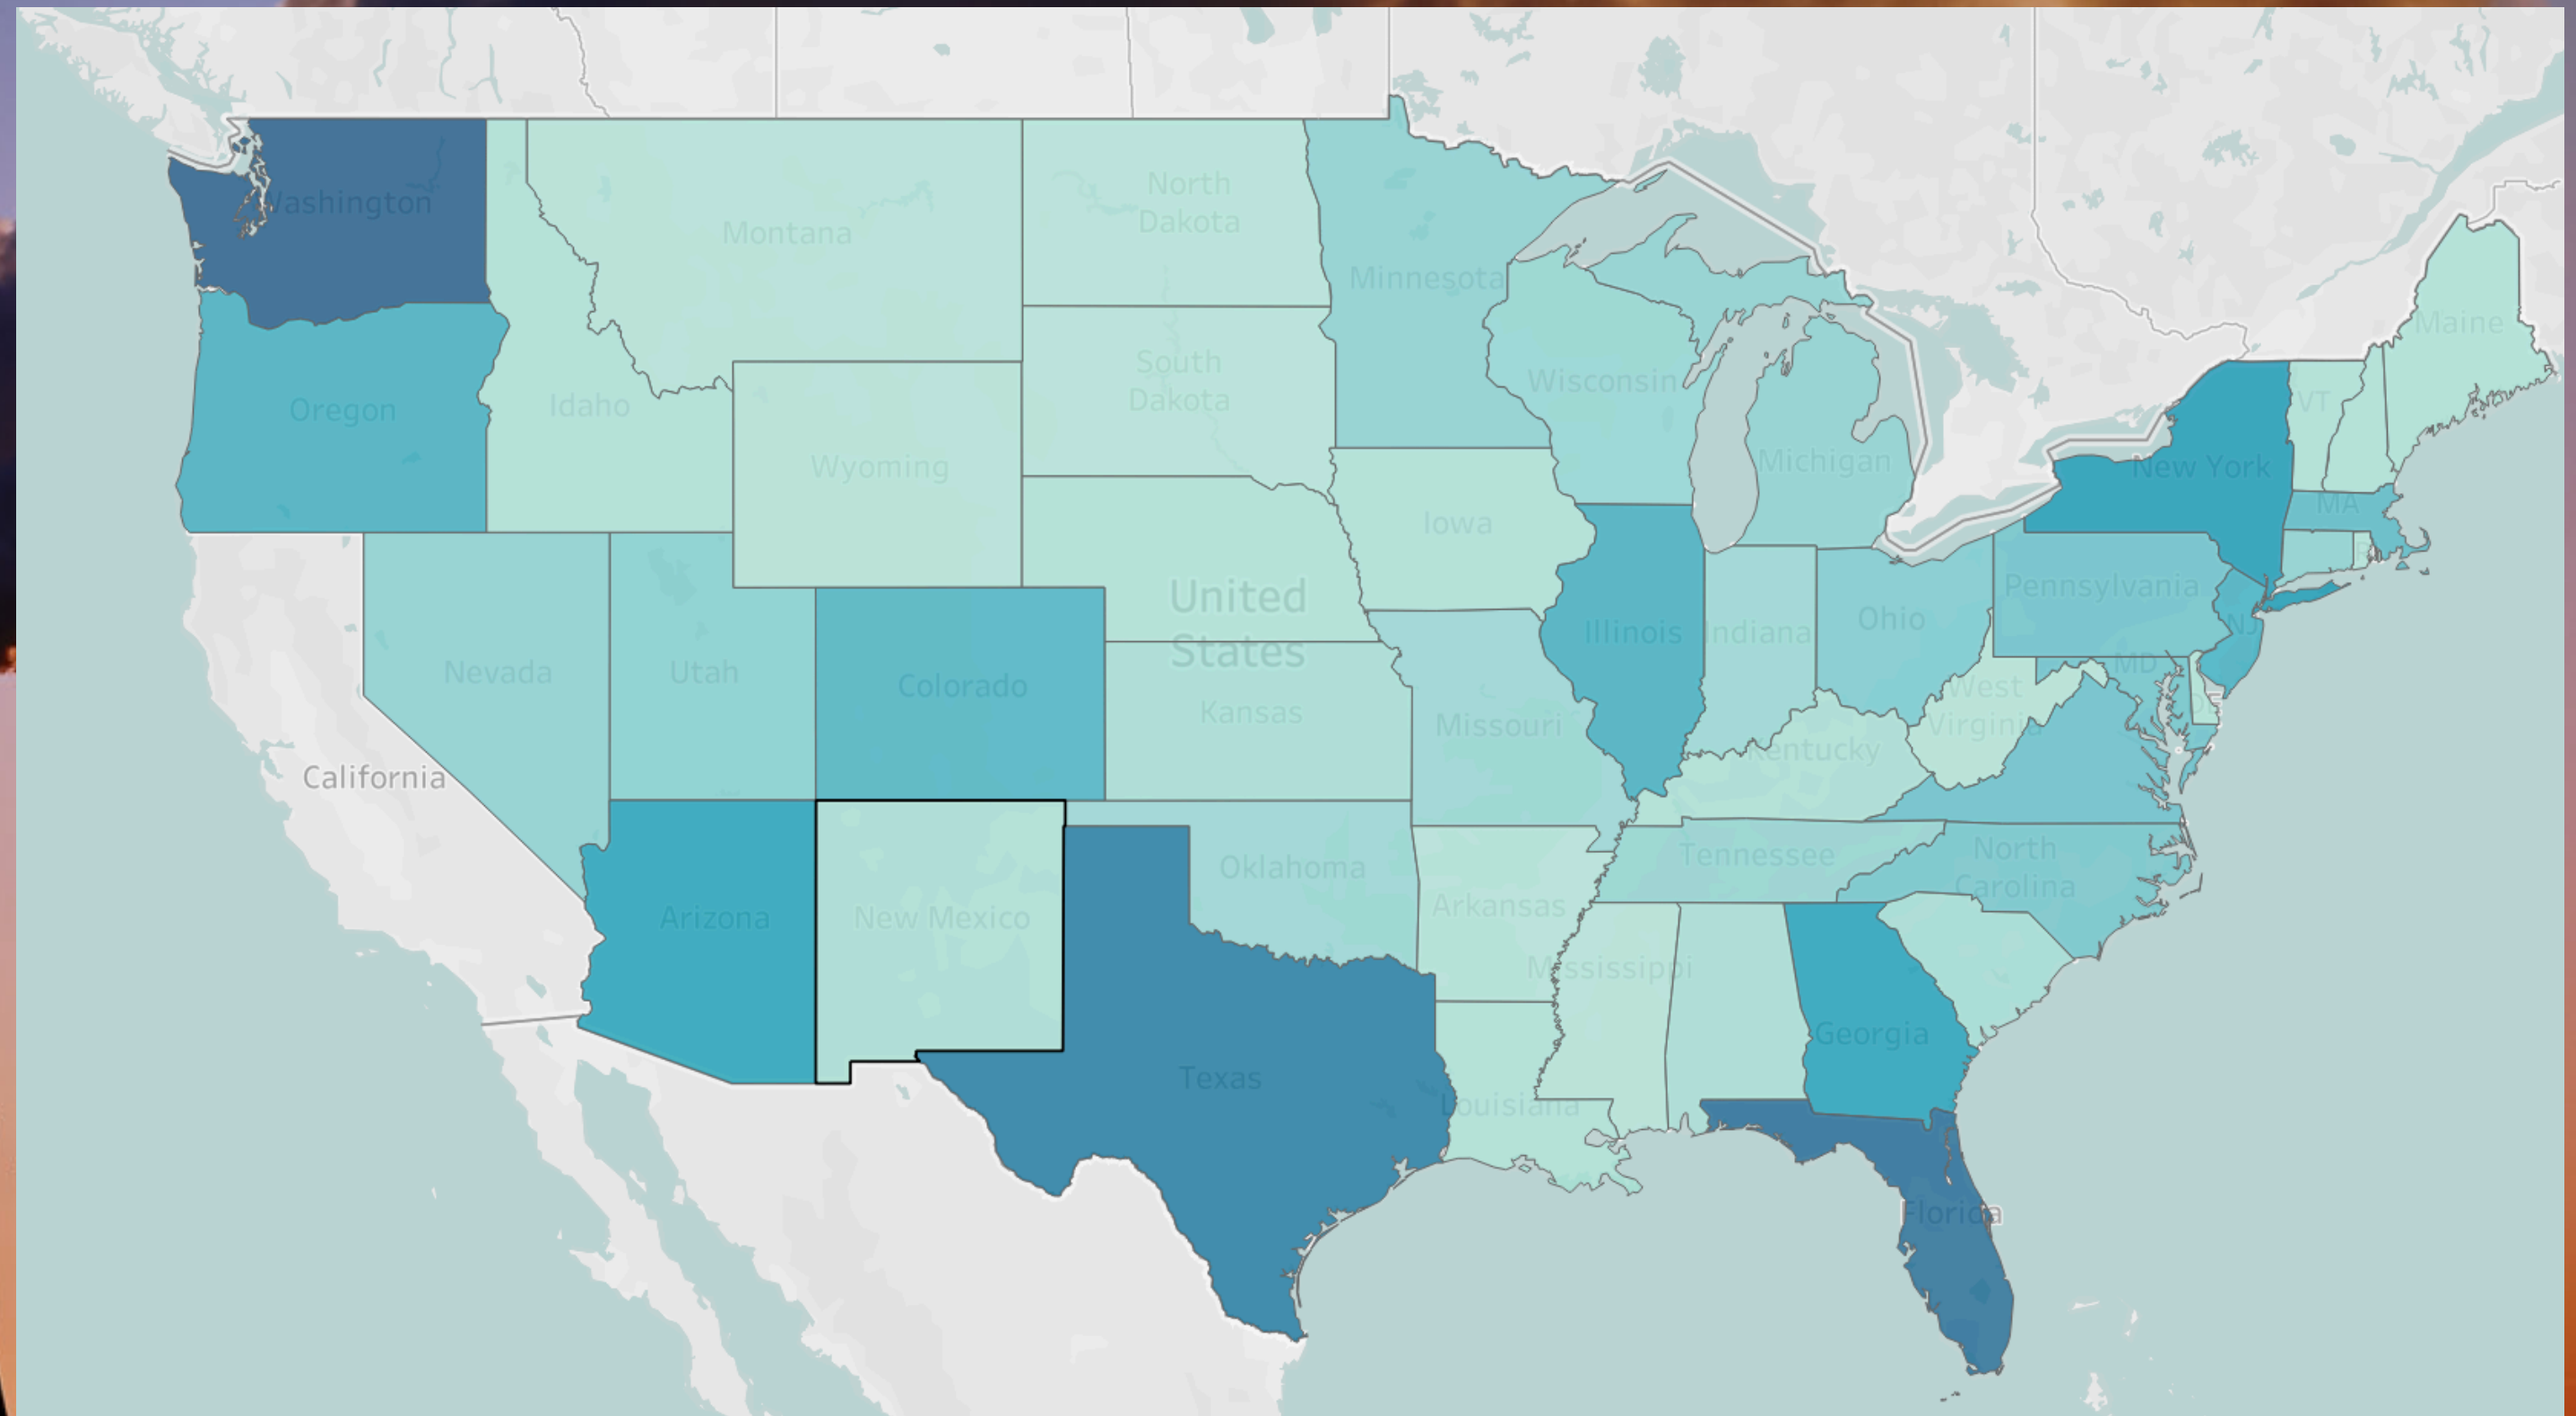 Washington
Montana
North
Dakota
Minnesota
Maine
Oregon
Idaho
South
Dakota
Wisconsin
VT
Wyoming
Michigan
New York
Iowa
MA
United
States
Pennsylvania
Ohio
Illinois
Indiana
NJ
Nevada
Utah
Colorado
Kansas
MD
West
Virginia
DE
Missouri
Kentucky
California
Tennessee
North
Carolina
Oklahoma
Arizona
New Mexico
Arkansas
Mississippi
Georgia
Texas
Louisiana
Florida